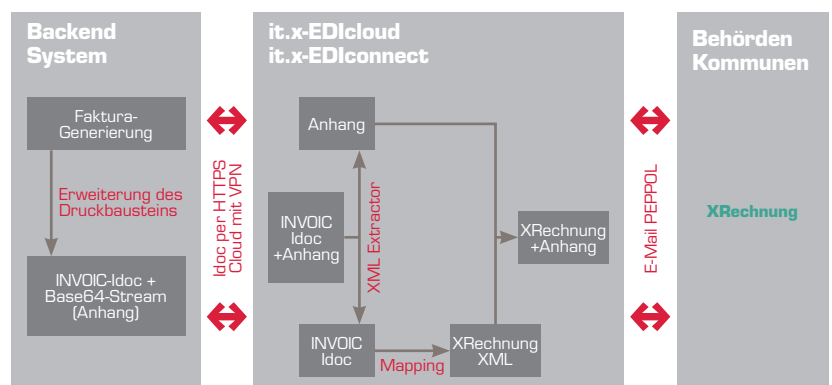 Backend
System
Faktura-
Generierung
Erweiterung des
Druckbausteins
INVOIC-Idoc +
Base64-Stream
(Anhang)
Idoc per HTTPS
Cloud mit VPN
it.x-EDIcloud
it.x-EDIconnect
Anhang
INVOIC
Idoc
+Anhang
XML Extractor
INVOIC
Idoc
Mapping
XRechnung
XML
XRechnung
+Anhang
E-Mail PEPPOL
Behörden
Kommunen
XRechnung